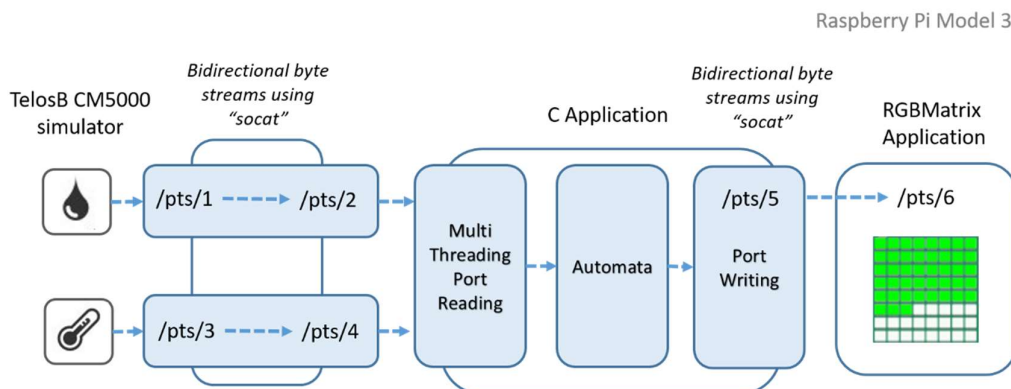 Raspberry Pi Model 3
TelosB CM5000
simulator
Bidirectional byte
streams using
“socat”
C Application
Bidirectional byte
streams using
“socat”
RGBMatrix
Application
/pts/1
/pts/2
/pts/3
/pts/4
Multi
Threading
Port
Reading
Automata
/pts/5
Port
Writing
/pts/6